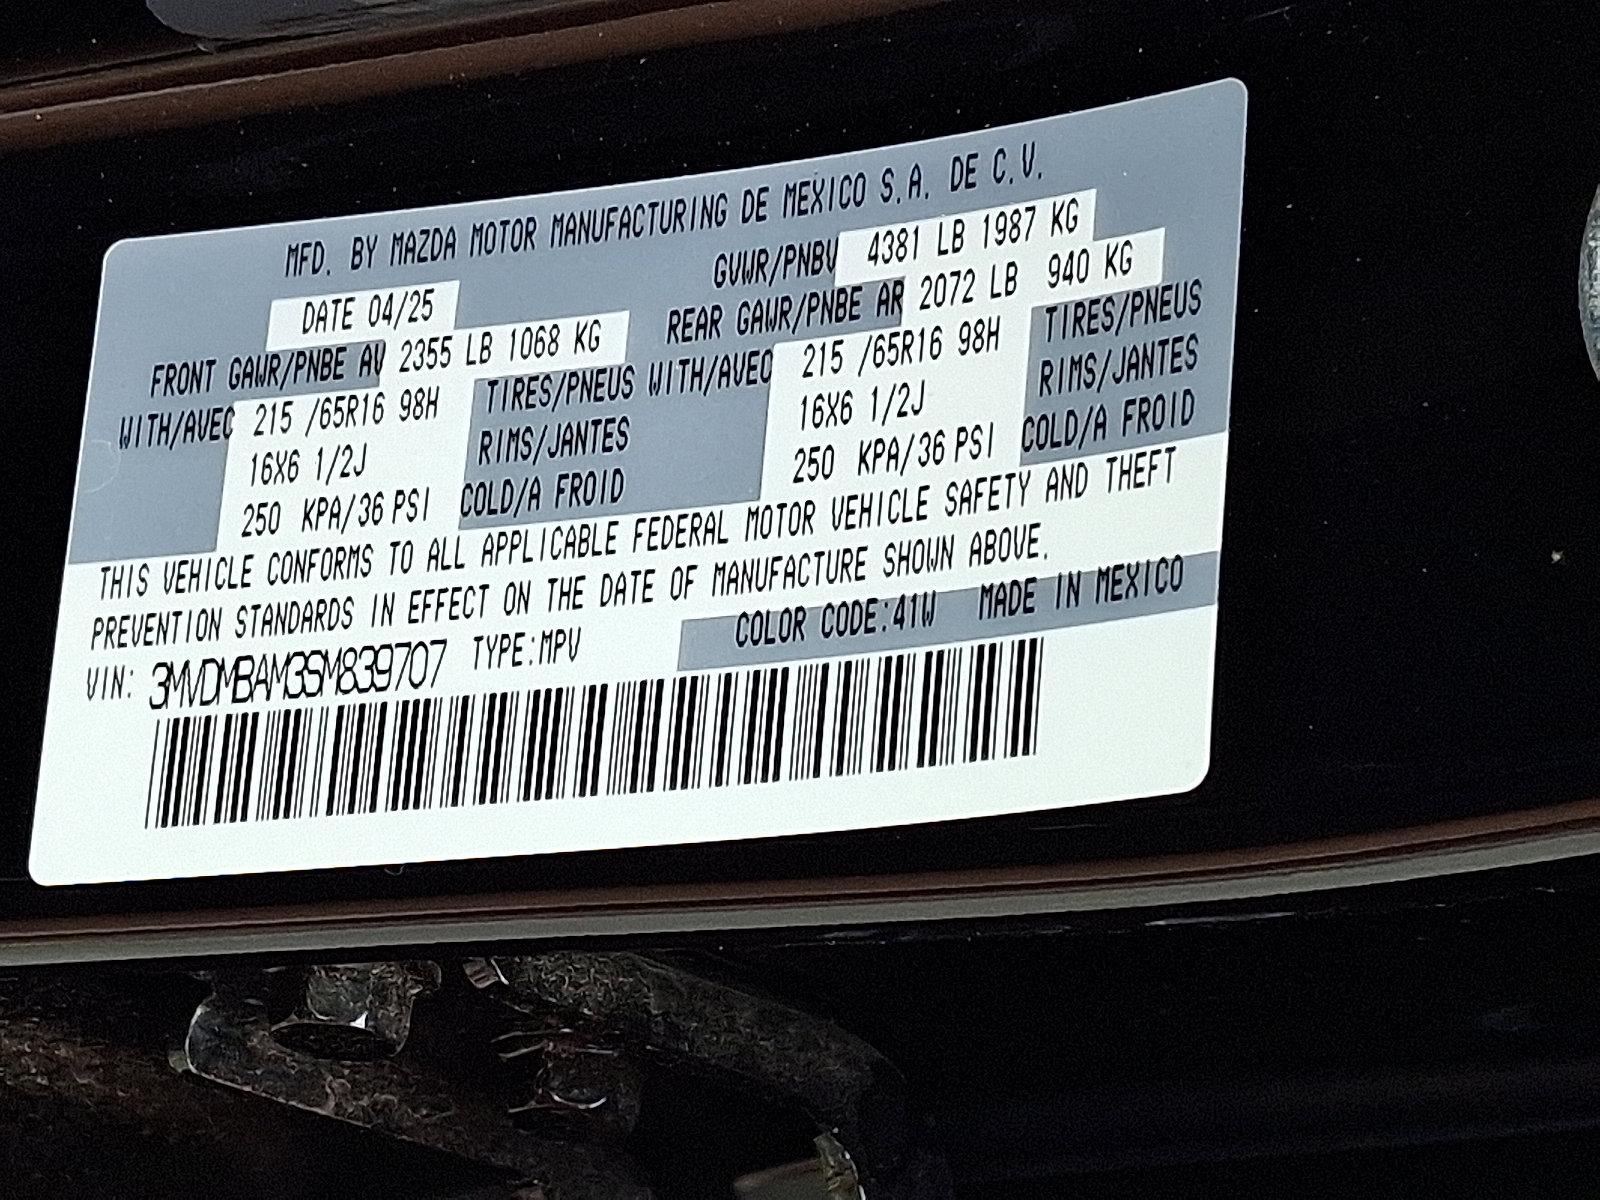 MFD. BY MAZDA MOTOR MANUFACTURING DE MEXICO S.A. DE C.V.
DATE 04/25 GVWR/PNBV 4381 LB 1987 KG
FRONT GAWR/PNBE AV 2355 LB 1068 KG REAR GAWR/PNBE AR 2072 LB 940 KG
WITH/AVEC 215 /65R16 98H TIRES/PNEUS WITH/AVEC 215 /65R16 98H TIRES/PNEUS
16X6 1/2J RIMS/JANTES 16X6 1/2J RIMS/JANTES
250 KPA/36 PSI COLD/A FROID 250 KPA/36 PSI COLD/A FROID
THIS VEHICLE CONFORMS TO ALL APPLICABLE FEDERAL MOTOR VEHICLE SAFETY AND THEFT
PREVENTION STANDARDS IN EFFECT ON THE DATE OF MANUFACTURE SHOWN ABOVE.
VIN: 3MVDMBAM3SM839707 TYPE:MPV COLOR CODE:41W MADE IN MEXICO